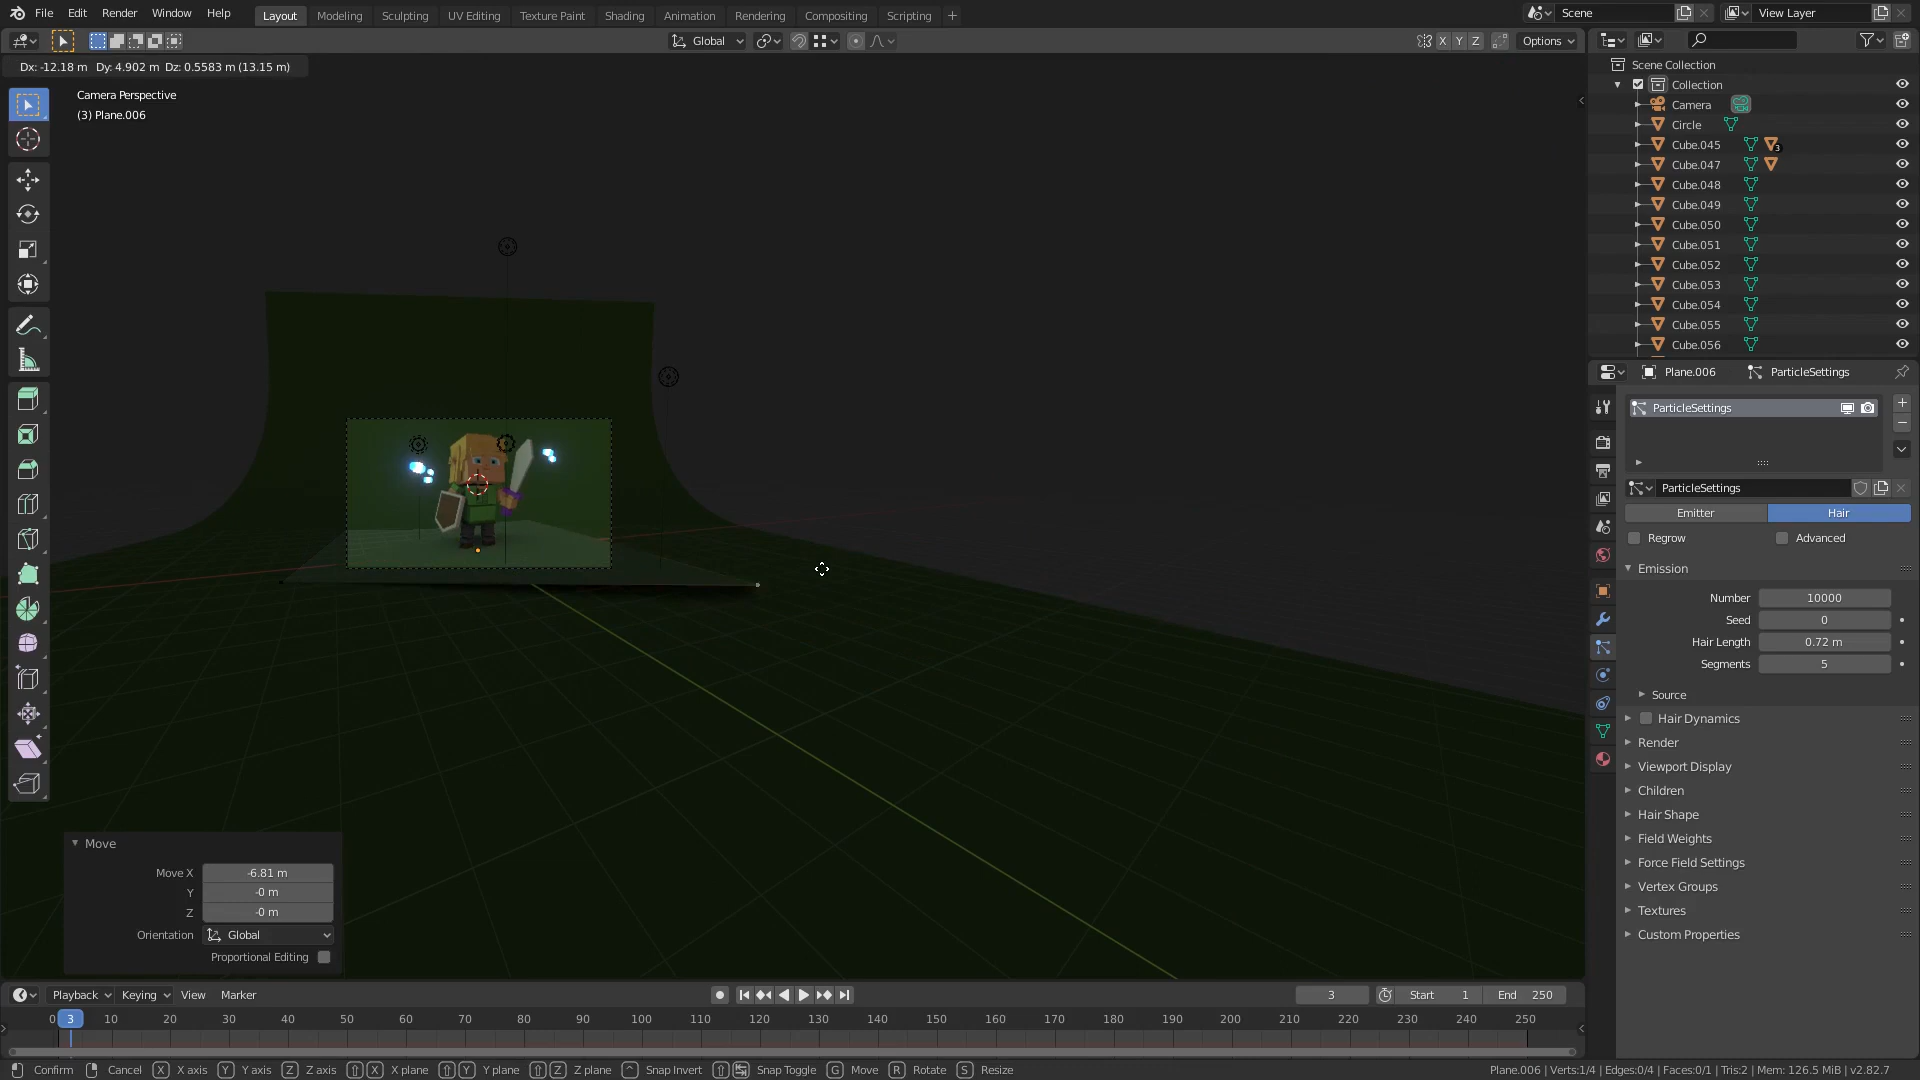 File Edit Render Window Help Layout Modeling Sculpting UV Editing Texture Paint Shading Animation Rendering Compositing Scripting + Scene View Layer
Global X Y Z Options
Dx: -12.18 m Dy: 4.902 m Dz: 0.5583 m (13.15 m)
Camera Perspective
(3) Plane.006
Scene Collection
Collection
Camera
Circle
Cube.045 3
Cube.047
Cube.048
Cube.049
Cube.050
Cube.051
Cube.052
Cube.053
Cube.054
Cube.055
Cube.056
Plane.006 ParticleSettings
ParticleSettings
ParticleSettings
Emitter Hair
Regrow Advanced
Emission
Number 10000
Seed 0
Hair Length 0.72 m
Segments 5
Source
Hair Dynamics
Render
Viewport Display
Children
Hair Shape
Field Weights
Force Field Settings
Vertex Groups
Textures
Custom Properties
Move
Move X -6.81 m
Y -0 m
Z -0 m
Orientation Global
Proportional Editing
Playback Keying View Marker 3 Start 1 End 250
0 3 10 20 30 40 50 60 70 80 90 100 110 120 130 140 150 160 170 180 190 200 210 220 230 240 250
Confirm Cancel X X axis Y Y axis Z Z axis X X plane Y Y plane Z Z plane ^ Snap Invert Snap Toggle G Move R Rotate S Resize Plane.006 | Verts:1/4 | Edges:0/4 | Faces:0/1 | Tris:2 | Mem: 126.5 MiB | v2.82.7